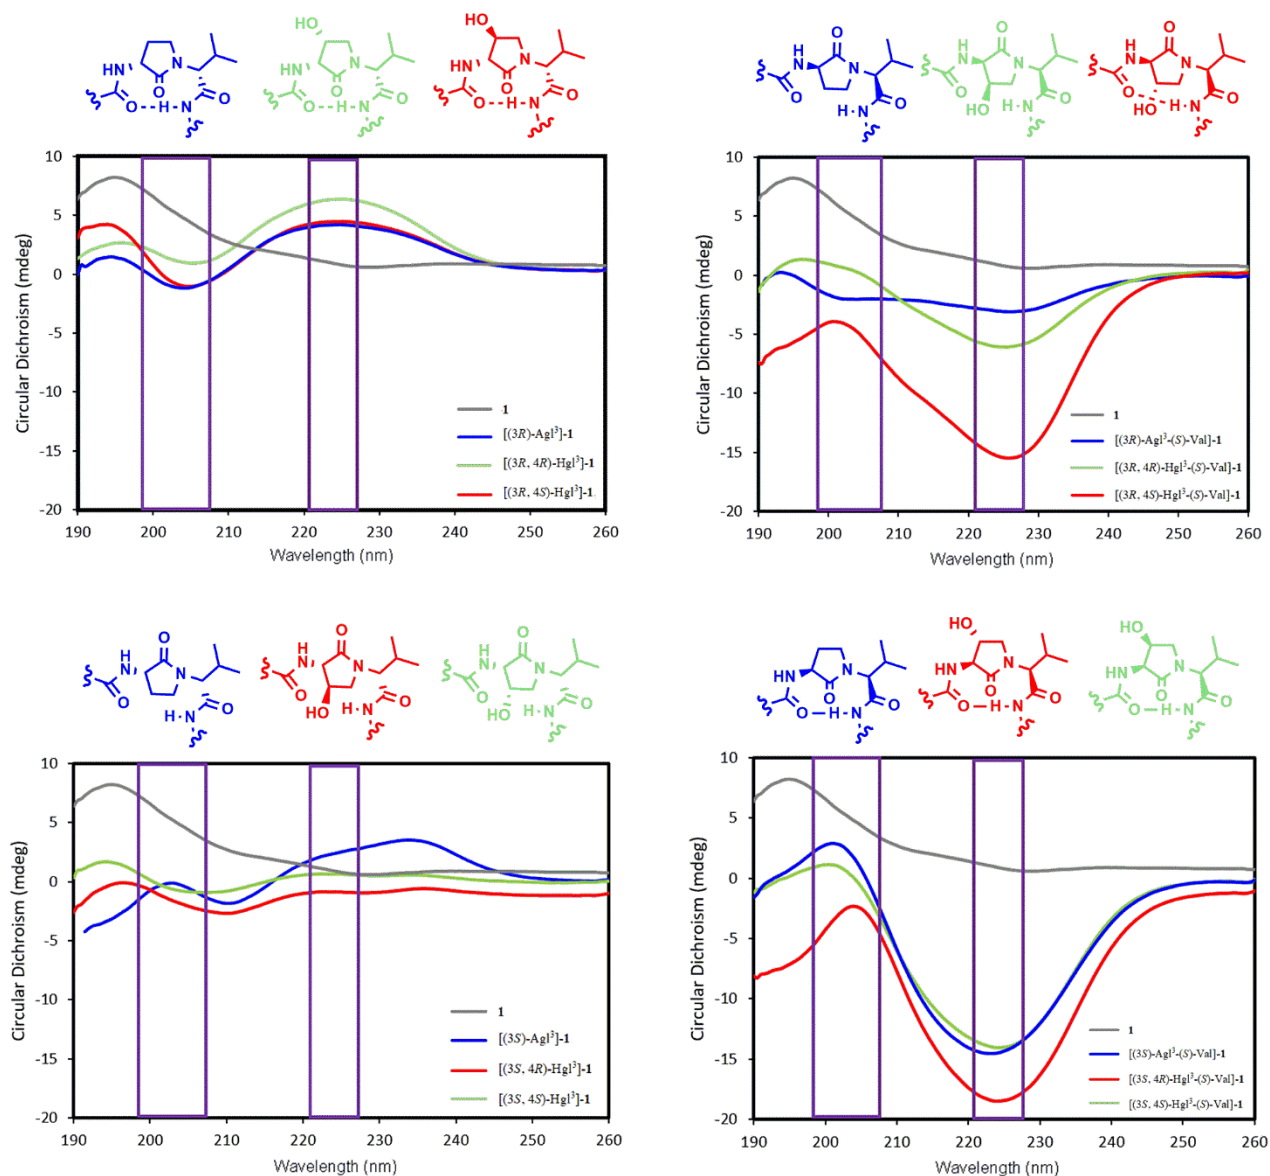 HO
HO
HN
O
N
O
H
N
O
HN
O
N
O
H
N
O
HN
O
N
O
H
N
O
O
H
N
N
O
H
N
O
O
H
N
N
O
HO
H
N
O
O
H
N
N
O
HO
H
N
O
Circular Dichroism (mdeg)
10
5
0
-5
-10
-15
-20
190 200 210 220 230 240 250 260
Wavelength (nm)
1
[(3R)-Agl³]-1
[(3R, 4R)-Hgl³]-1
[(3R, 4S)-Hgl³]-1.
Circular Dichroism (mdeg)
10
5
0
-5
-10
-15
-20
190 200 210 220 230 240 250 260
Wavelength (nm)
1
[(3R)-Agl³-(S)-Val]-1
[(3R, 4R)-Hgl³-(S)-Val]-1
[(3R, 4S)-Hgl³-(S)-Val]-1
O
H
N
N
O
H-N
O
O
H
N
N
O
HO
H-N
O
O
H
N
N
O
HO
H-N
O
HN
O
N
O
H
N
O
HO
HN
O
N
O
H
N
O
HO
HN
O
N
O
H
N
O
Circular Dichroism (mdeg)
10
5
0
-5
-10
-15
-20
190 200 210 220 230 240 250 260
Wavelength (nm)
1
[(3S)-Agl³]-1
[(3S, 4R)-Hgl³]-1
[(3S, 4S)-Hgl³]-1
Circular Dichroism (mdeg)
10
5
0
-5
-10
-15
-20
190 200 210 220 230 240 250 260
Wavelength (nm)
1
[(3S)-Agl³-(S)-Val]-1
[(3S, 4R)-Hgl³-(S)-Val]-1
[(3S, 4S)-Hgl³-(S)-Val]-1